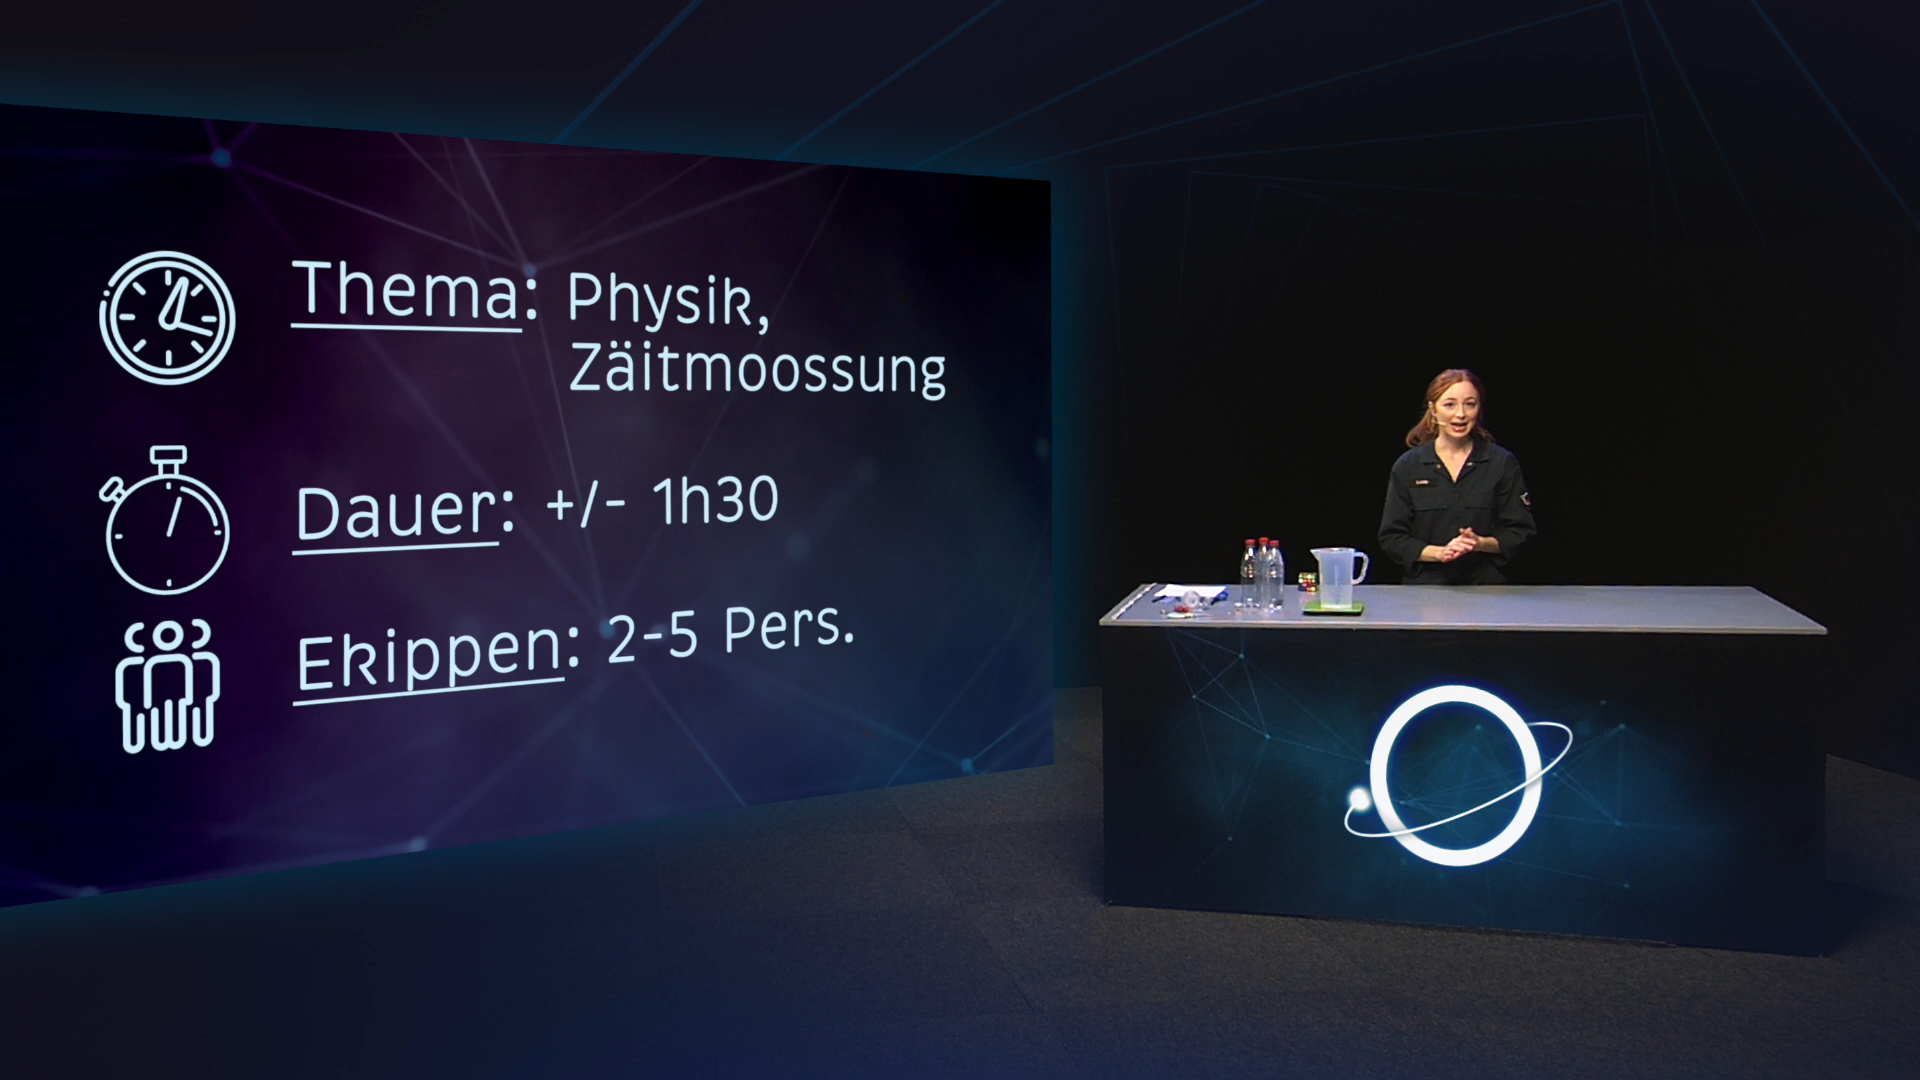 Thema: Physik,
Zäitmoossung
Dauer: +/- 1h30
Ekippen: 2-5 Pers.